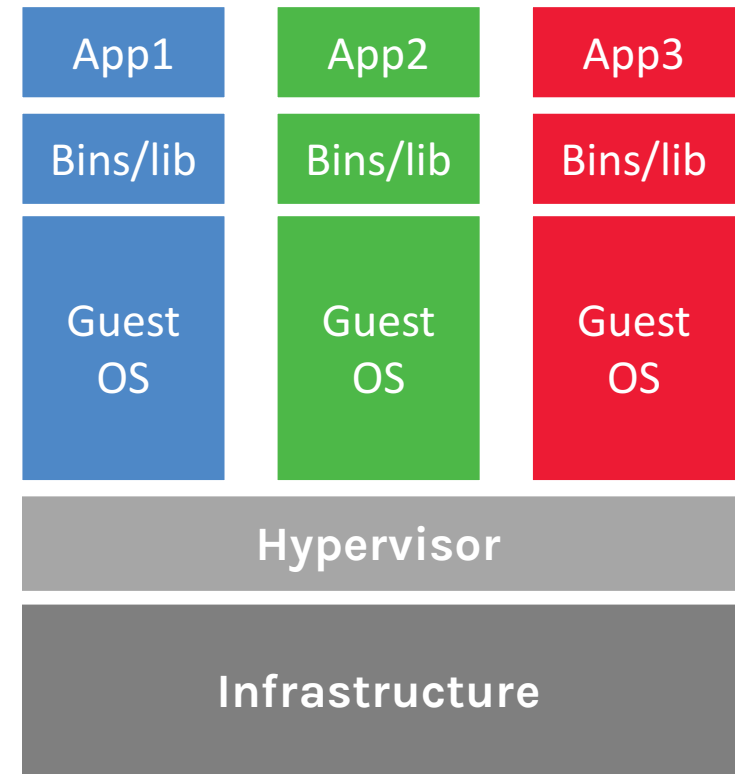 App1
App2
App3
Bins/lib
Bins/lib
Bins/lib
Guest
OS
Guest
OS
Guest
OS
Hypervisor
Infrastructure